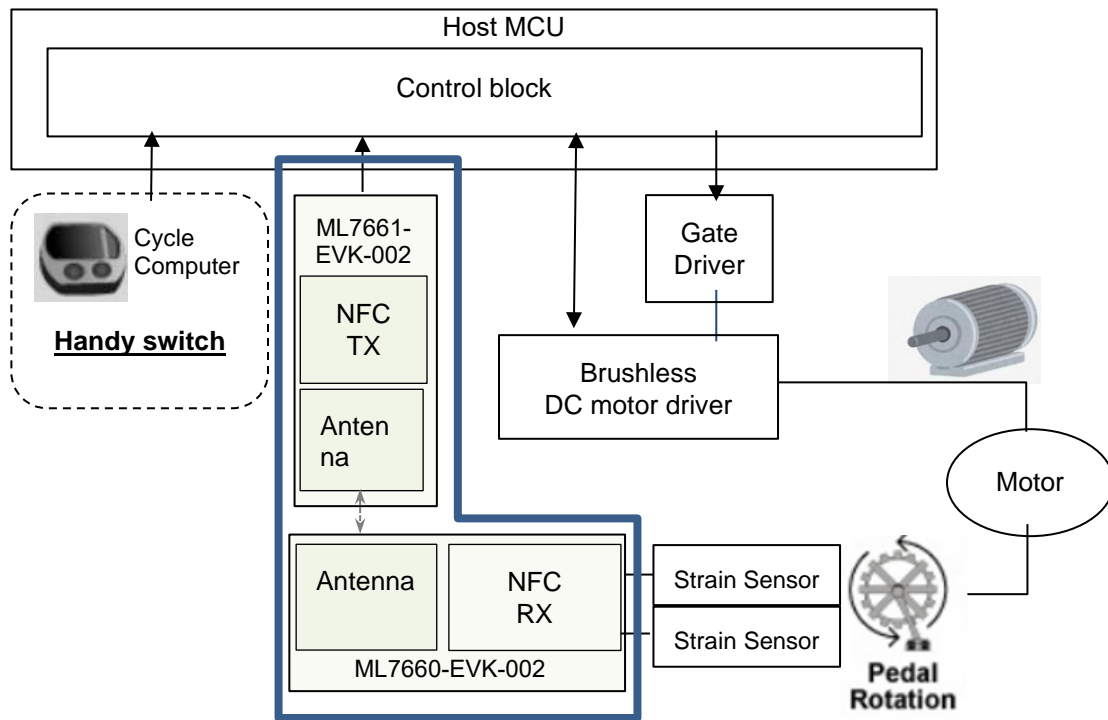 Host MCU
Control block
Cycle
Computer
Handy switch
ML7661-
EVK-002
NFC
TX
Anten
na
Gate
Driver
Brushless
DC motor driver
Motor
Antenna
NFC
RX
ML7660-EVK-002
Strain Sensor
Strain Sensor
Pedal
Rotation